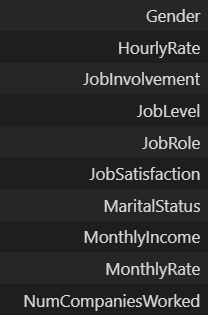 Gender
HourlyRate
JobInvolvement
JobLevel
JobRole
JobSatisfaction
MaritalStatus
MonthlyIncome
MonthlyRate
NumCompaniesWorked